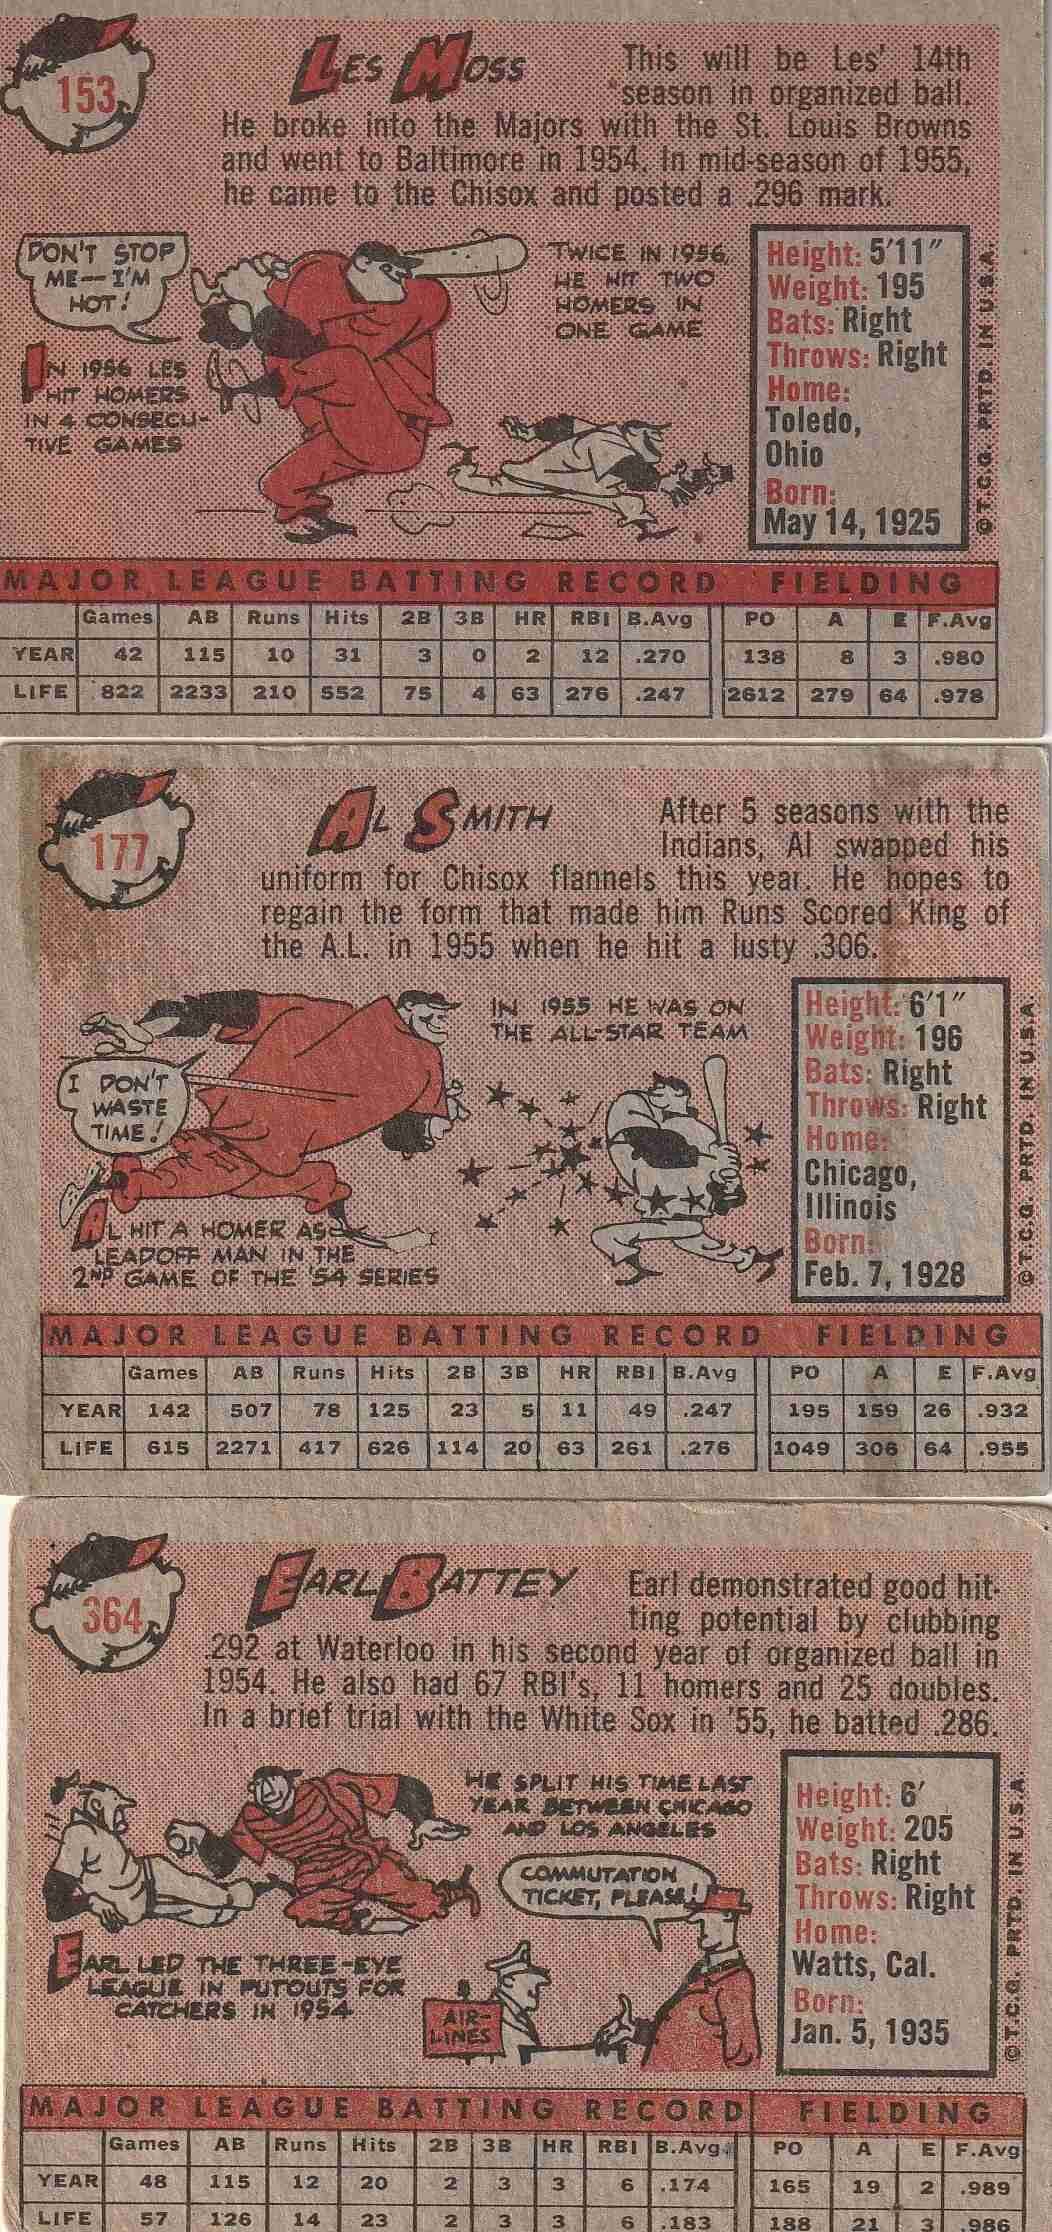 153
LES MOSS
This will be Les' 14th
season in organized ball.
He broke into the Majors with the St. Louis Browns
and went to Baltimore in 1954. In mid-season of 1955,
he came to the Chisox and posted a .296 mark.
DON'T STOP
ME—I'M
HOT!
IN 1956 LES
HIT HOMERS
IN 4 CONSECU-
TIVE GAMES
TWICE IN 1956
HE HIT TWO
HOMERS IN
ONE GAME
Height: 5'11"
Weight: 195
Bats: Right
Throws: Right
Home:
Toledo,
Ohio
Born:
May 14, 1925
©T.C.G. PRTD. IN U.S.A.
MAJOR LEAGUE BATTING RECORD FIELDING
Games AB Runs Hits 2B 3B HR RBI B.Avg PO A E F.Avg
YEAR 42 115 10 31 3 0 2 12 .270 138 8 3 .980
LIFE 822 2233 210 552 75 4 63 276 .247 2612 279 64 .978
177
AL SMITH
After 5 seasons with the
Indians, Al swapped his
uniform for Chisox flannels this year. He hopes to
regain the form that made him Runs Scored King of
the A.L. in 1955 when he hit a lusty .306.
I DON'T
WASTE
TIME!
AL HIT A HOMER AS
LEADOFF MAN IN THE
2ND GAME OF THE '54 SERIES
IN 1955 HE WAS ON
THE ALL-STAR TEAM
Height: 6'1"
Weight: 196
Bats: Right
Throws: Right
Home:
Chicago,
Illinois
Born:
Feb. 7, 1928
©T.C.G. PRTD. IN U.S.A
MAJOR LEAGUE BATTING RECORD FIELDING
Games AB Runs Hits 2B 3B HR RBI B.Avg PO A E F.Avg
YEAR 142 507 78 125 23 5 11 49 .247 195 159 26 .932
LIFE 615 2271 417 626 114 20 63 261 .276 1049 306 64 .955
364
EARL BATTEY
Earl demonstrated good hit-
ting potential by clubbing
.292 at Waterloo in his second year of organized ball in
1954. He also had 67 RBI's, 11 homers and 25 doubles.
In a brief trial with the White Sox in '55, he batted .286.
EARL LED THE THREE-EYE
LEAGUE IN PUTOUTS FOR
CATCHERS IN 1954
HE SPLIT HIS TIME LAST
YEAR BETWEEN CHICAGO
AND LOS ANGELES
COMMUTATION
TICKET, PLEASE!
AIR-
LINES
Height: 6'
Weight: 205
Bats: Right
Throws: Right
Home:
Watts, Cal.
Born:
Jan. 5, 1935
©T.C.G. PRTD. IN U.S.A.
MAJOR LEAGUE BATTING RECORD FIELDING
Games AB Runs Hits 2B 3B HR RBI B.Avg. PO A E F.Avg
YEAR 48 115 12 20 2 3 3 6 .174 165 19 2 .989
LIFE 57 126 14 23 2 3 3 6 .183 188 21 3 .986